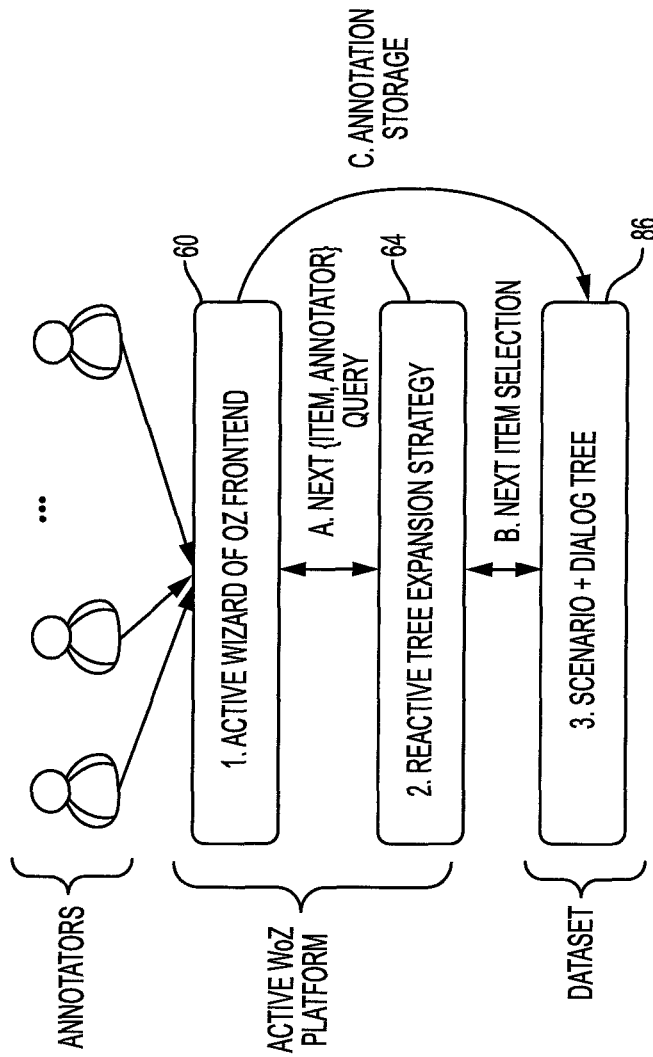 ANNOTATORS
...
60
1. ACTIVE WIZARD OF OZ FRONTEND
ACTIVE WoZ
PLATFORM
A. NEXT {ITEM, ANNOTATOR}
QUERY
C. ANNOTATION
STORAGE
64
2. REACTIVE TREE EXPANSION STRATEGY
B. NEXT ITEM SELECTION
86
3. SCENARIO + DIALOG TREE
DATASET